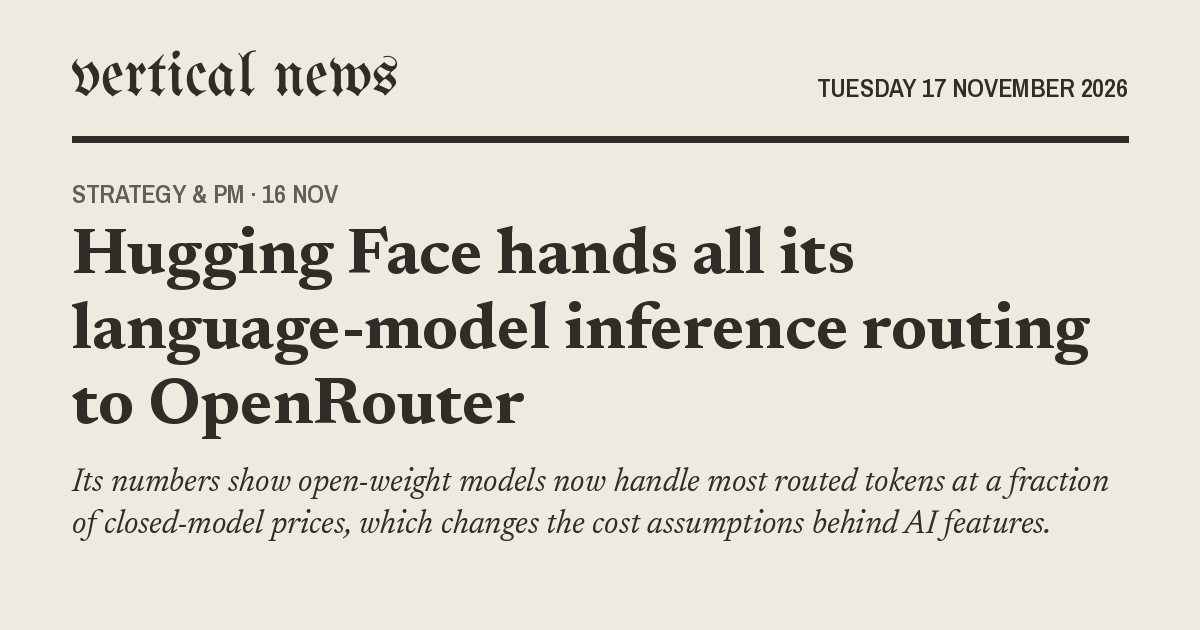 vertical news
TUESDAY 17 NOVEMBER 2026
STRATEGY & PM · 16 NOV
Hugging Face hands all its
language-model inference routing
to OpenRouter
Its numbers show open-weight models now handle most routed tokens at a fraction
of closed-model prices, which changes the cost assumptions behind AI features.